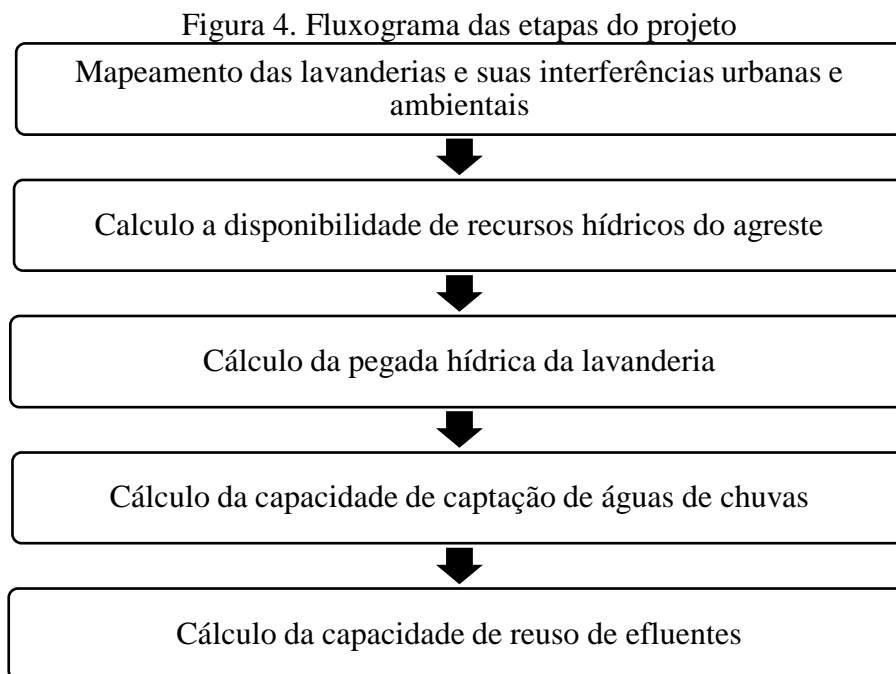 Figura 4. Fluxograma das etapas do projeto
Mapeamento das lavanderias e suas interferências urbanas e
ambientais
Calculo a disponibilidade de recursos hídricos do agreste
Cálculo da pegada hídrica da lavanderia
Cálculo da capacidade de captação de águas de chuvas
Cálculo da capacidade de reuso de efluentes